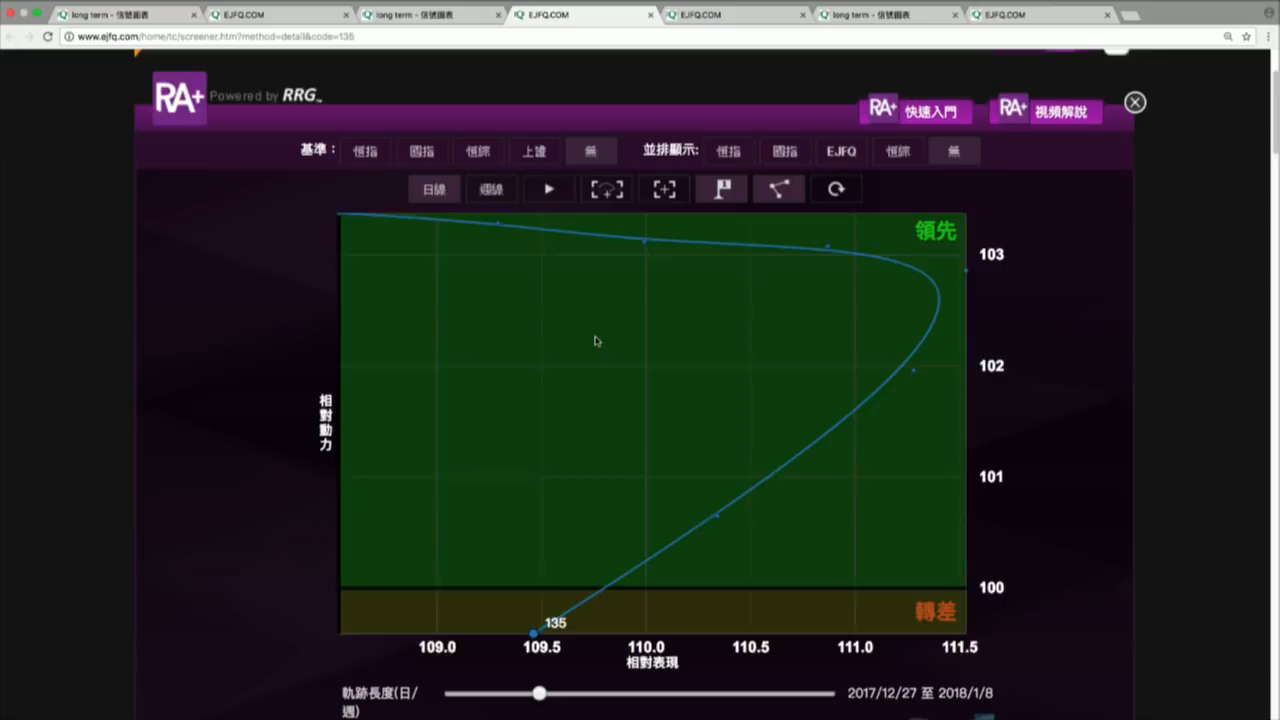 long term - 信號圖表
EJFQ.COM
long term - 信號圖表
EJFQ.COM
EJFQ.COM
long term - 信號圖表
EJFQ.COM
www.ejfq.com/home/tc/screener.htm?method=detail&code=135
RA+ Powered by RRG
RA+ 快速入門
RA+ 視頻解說
基準： 恒指 國指 恒綜 上證 無 並排顯示: 恒指 國指 EJFQ 恒綜 無
日線 週線
領先
103
102
相對動力
101
100
轉差
135
109.0 109.5 110.0 110.5 111.0 111.5
相對表現
軌跡長度(日/
週)
2017/12/27 至 2018/1/8